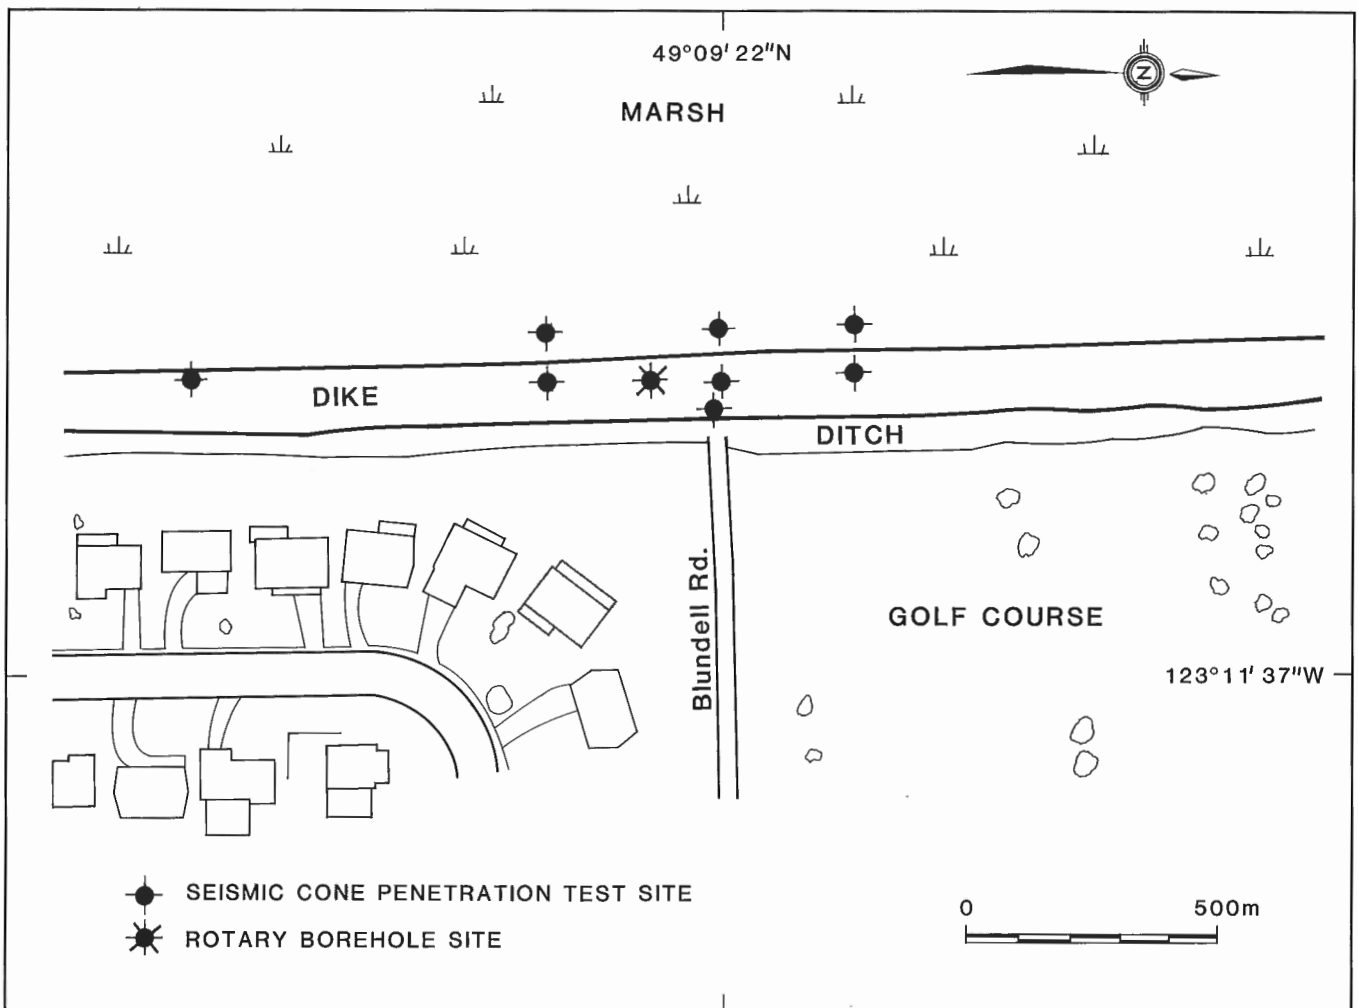 49°09' 22"N
N
MARSH
DIKE
DITCH
Blundell Rd.
GOLF COURSE
123°11' 37"W
SEISMIC CONE PENETRATION TEST SITE
ROTARY BOREHOLE SITE
0 500m